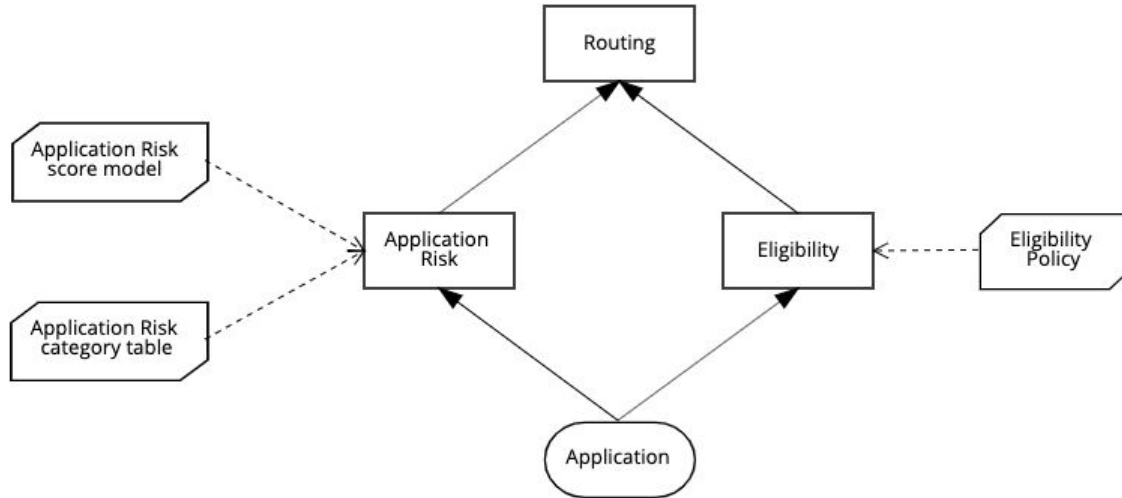 Routing
Application Risk
score model
Application
Risk
Eligibility
Eligibility
Policy
Application Risk
category table
Application